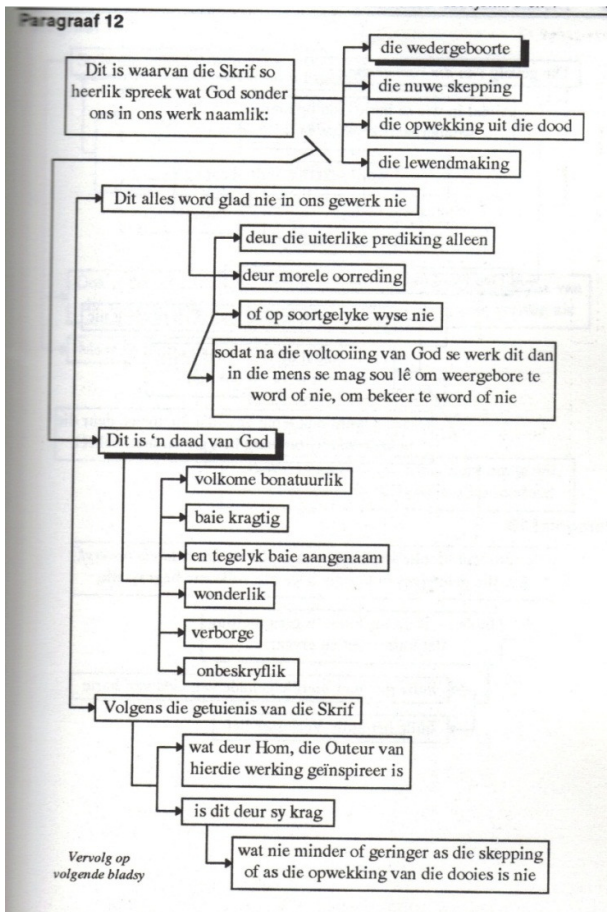 Paragraaf 12
Dit is waarvan die Skrif so
heerlik spreek wat God sonder
ons in ons werk naamlik:
die wedergeboorte
die nuwe skepping
die opwekking uit die dood
die lewendmaking
Dit alles word glad nie in ons gewerk nie
deur die uiterlike prediking alleen
deur morele oorreding
of op soortgelyke wyse nie
sodat na die voltooiing van God se werk dit dan
in die mens se mag sou lê om weergebore te
word of nie, om bekeer te word of nie
Dit is 'n daad van God
volkome bonatuurlik
baie kragtig
en tegelyk baie aangenaam
wonderlik
verborge
onbeskryflik
Volgens die getuienis van die Skrif
wat deur Hom, die Outeur van
hierdie werking geïnspireer is
is dit deur sy krag
wat nie minder of geringer as die skepping
of as die opwekking van die dooies is nie
Vervolg op
volgende bladsy